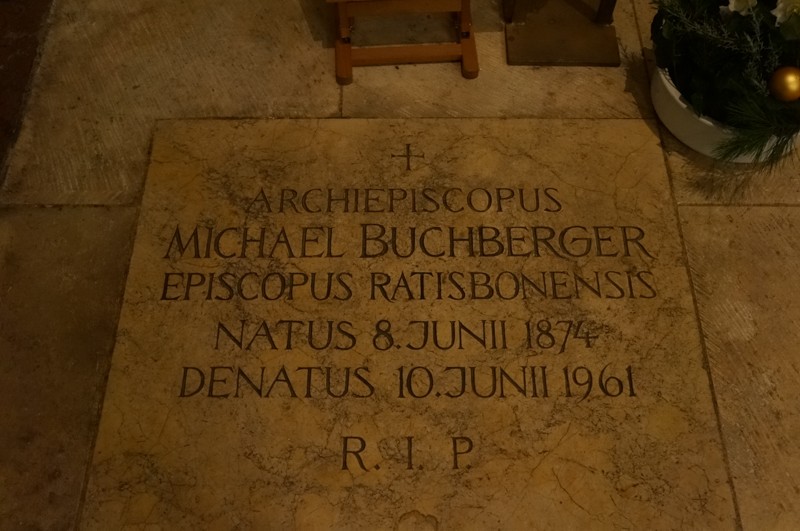 ARCHIEPISCOPUS
MICHAEL BUCHBERGER
EPISCOPUS RATISBONENSIS
NATUS 8. JUNII 1874
DENATUS 10. JUNII 1961
R. I. P.